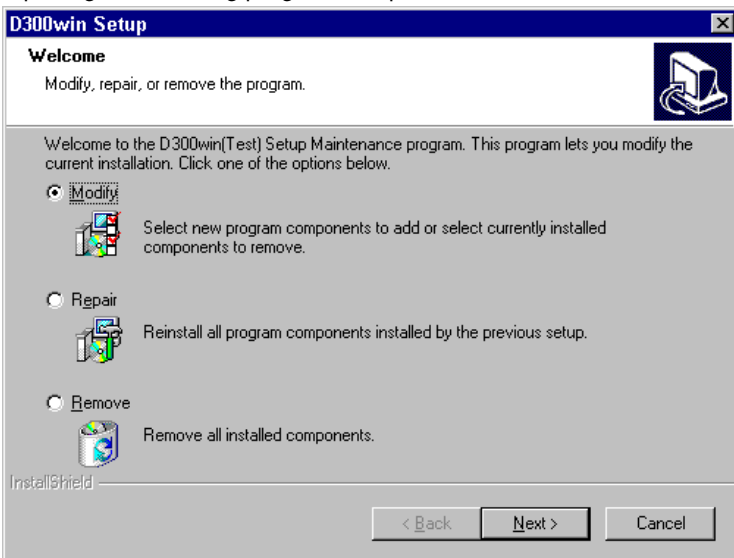 D300win Setup
Welcome
Modify, repair, or remove the program.
Welcome to the D300win(Test) Setup Maintenance program. This program lets you modify the
current installation. Click one of the options below.
Modify
Select new program components to add or select currently installed
components to remove.
Repair
Reinstall all program components installed by the previous setup.
Remove
Remove all installed components.
InstallShield
< Back
Next >
Cancel